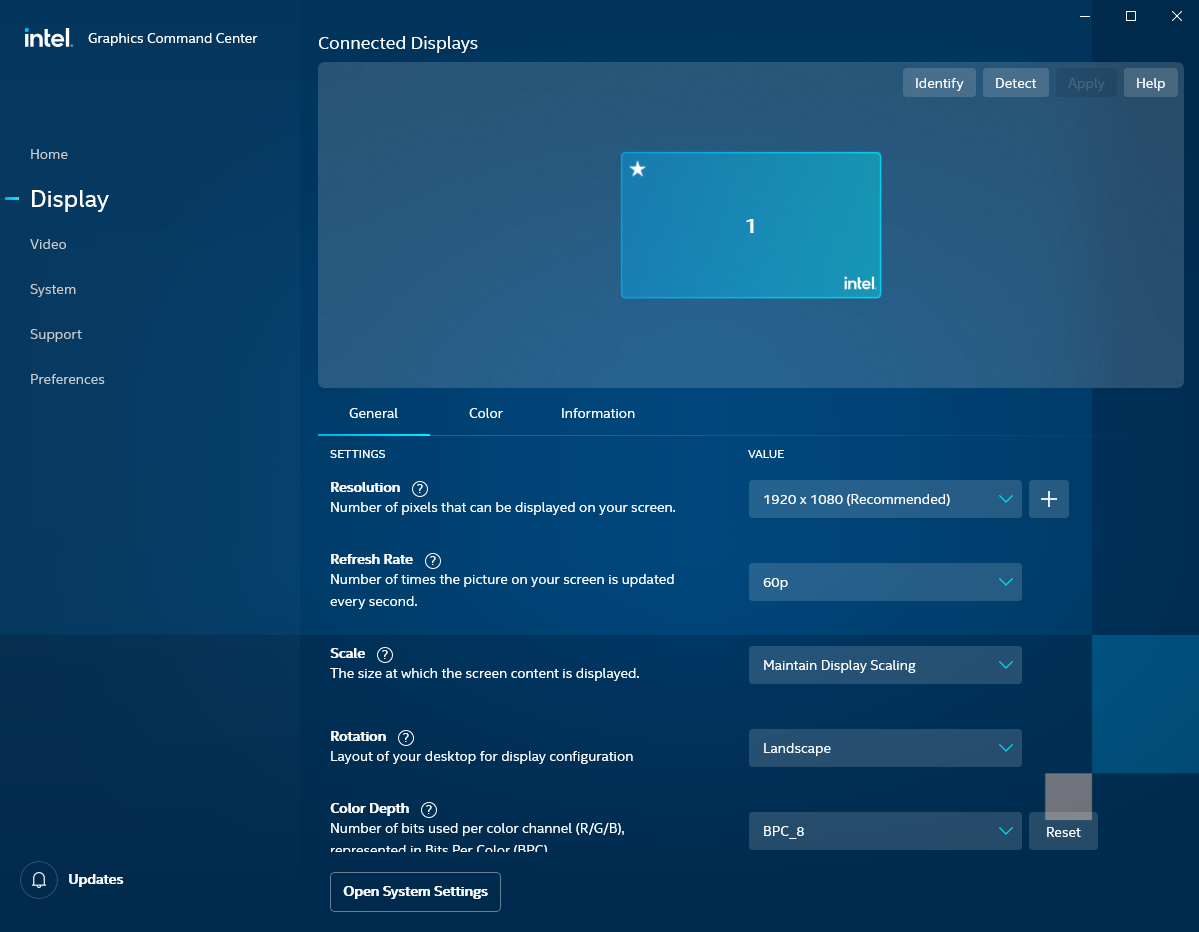 intel. Graphics Command Center
Home
Display
Video
System
Support
Preferences
Updates
Connected Displays
Identify
Detect
Apply
Help
1
intel.
General
Color
Information
SETTINGS
VALUE
Resolution ?
Number of pixels that can be displayed on your screen.
1920 x 1080 (Recommended)
+
Refresh Rate ?
Number of times the picture on your screen is updated
every second.
60p
Scale ?
The size at which the screen content is displayed.
Maintain Display Scaling
Rotation ?
Layout of your desktop for display configuration
Landscape
Color Depth ?
Number of bits used per color channel (R/G/B),
represented in Bits Per Color (BPC)
BPC_8
Reset
Open System Settings